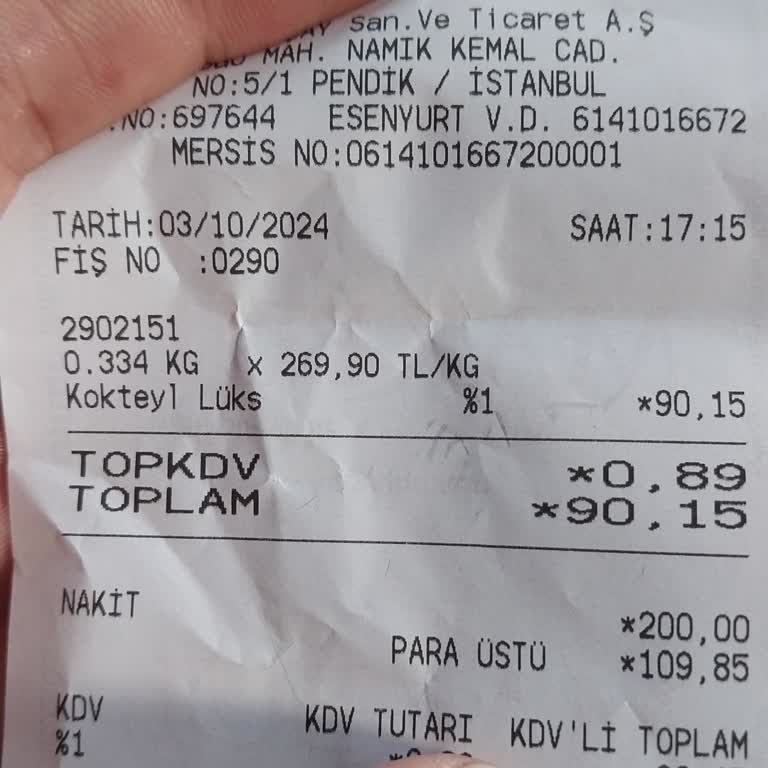 san.Ve Ticaret A.Ş
MAH. NAMIK KEMAL CAD.
NO:5/1 PENDİK / İSTANBUL
.NO:697644 ESENYURT V.D. 6141016672
MERSİS NO:0614101667200001
TARİH:03/10/2024 SAAT:17:15
FİŞ NO :0290
2902151
0.334 KG x 269,90 TL/KG
Kokteyl Lüks %1 *90,15
TOPKDV *0,89
TOPLAM *90,15
NAKİT *200,00
PARA ÜSTÜ *109,85
KDV KDV TUTARI KDV'Lİ TOPLAM
%1